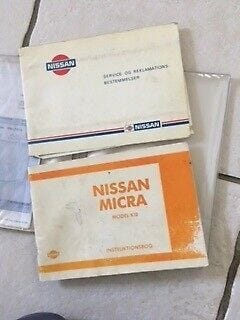 NISSAN
SERVICE OG REKLAMATIONS-
BESTEMMELSER
NISSAN
NISSAN
MICRA
MODEL K10
INSTRUKTIONSBOG